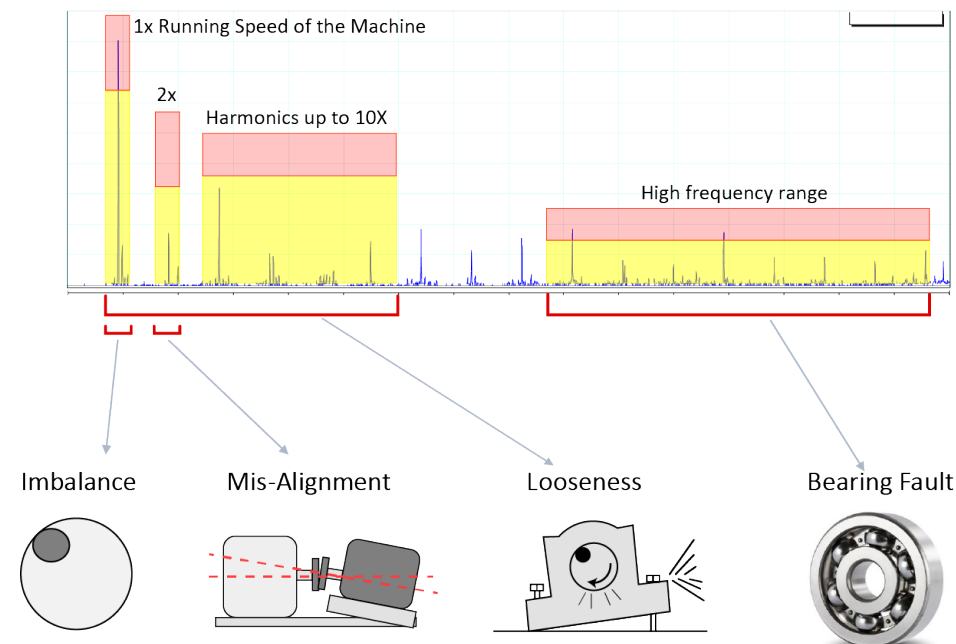 1x Running Speed of the Machine
2x
Harmonics up to 10X
High frequency range
Imbalance
Mis-Alignment
Looseness
Bearing Fault